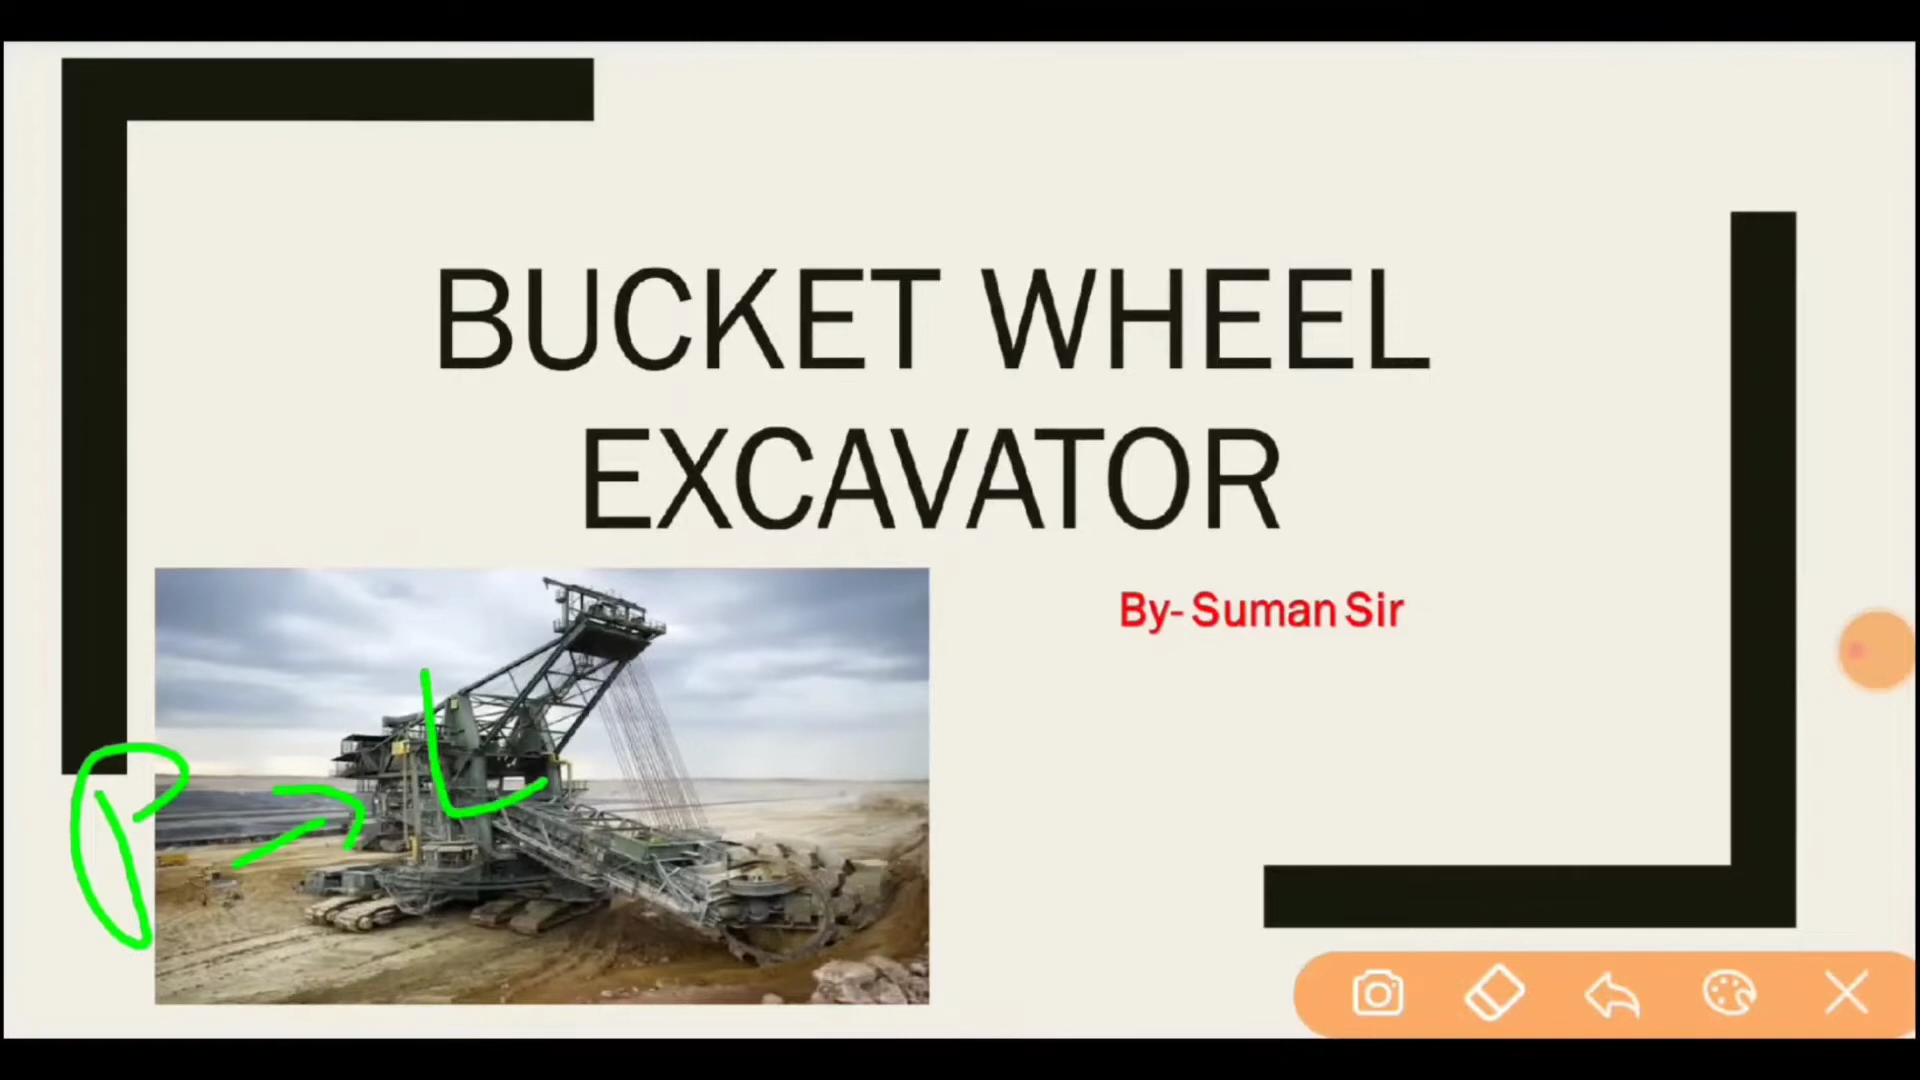 BUCKET WHEEL
EXCAVATOR
By- Suman Sir
P → L